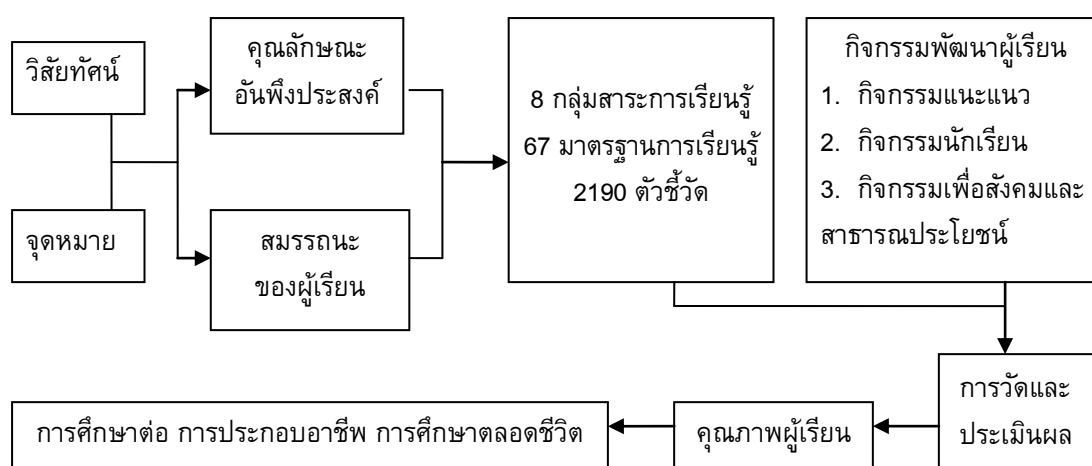 วิสัยทัศน์
จุดหมาย
คุณลักษณะ
อันพึงประสงค์
สมรรถนะ
ของผู้เรียน
8 กลุ่มสาระการเรียนรู้
67 มาตรฐานการเรียนรู้
2190 ตัวชี้วัด
กิจกรรมพัฒนาผู้เรียน
1. กิจกรรมแนะแนว
2. กิจกรรมนักเรียน
3. กิจกรรมเพื่อสังคมและ
สาธารณประโยชน์
การวัดและ
ประเมินผล
คุณภาพผู้เรียน
การศึกษาต่อ การประกอบอาชีพ การศึกษาตลอดชีวิต